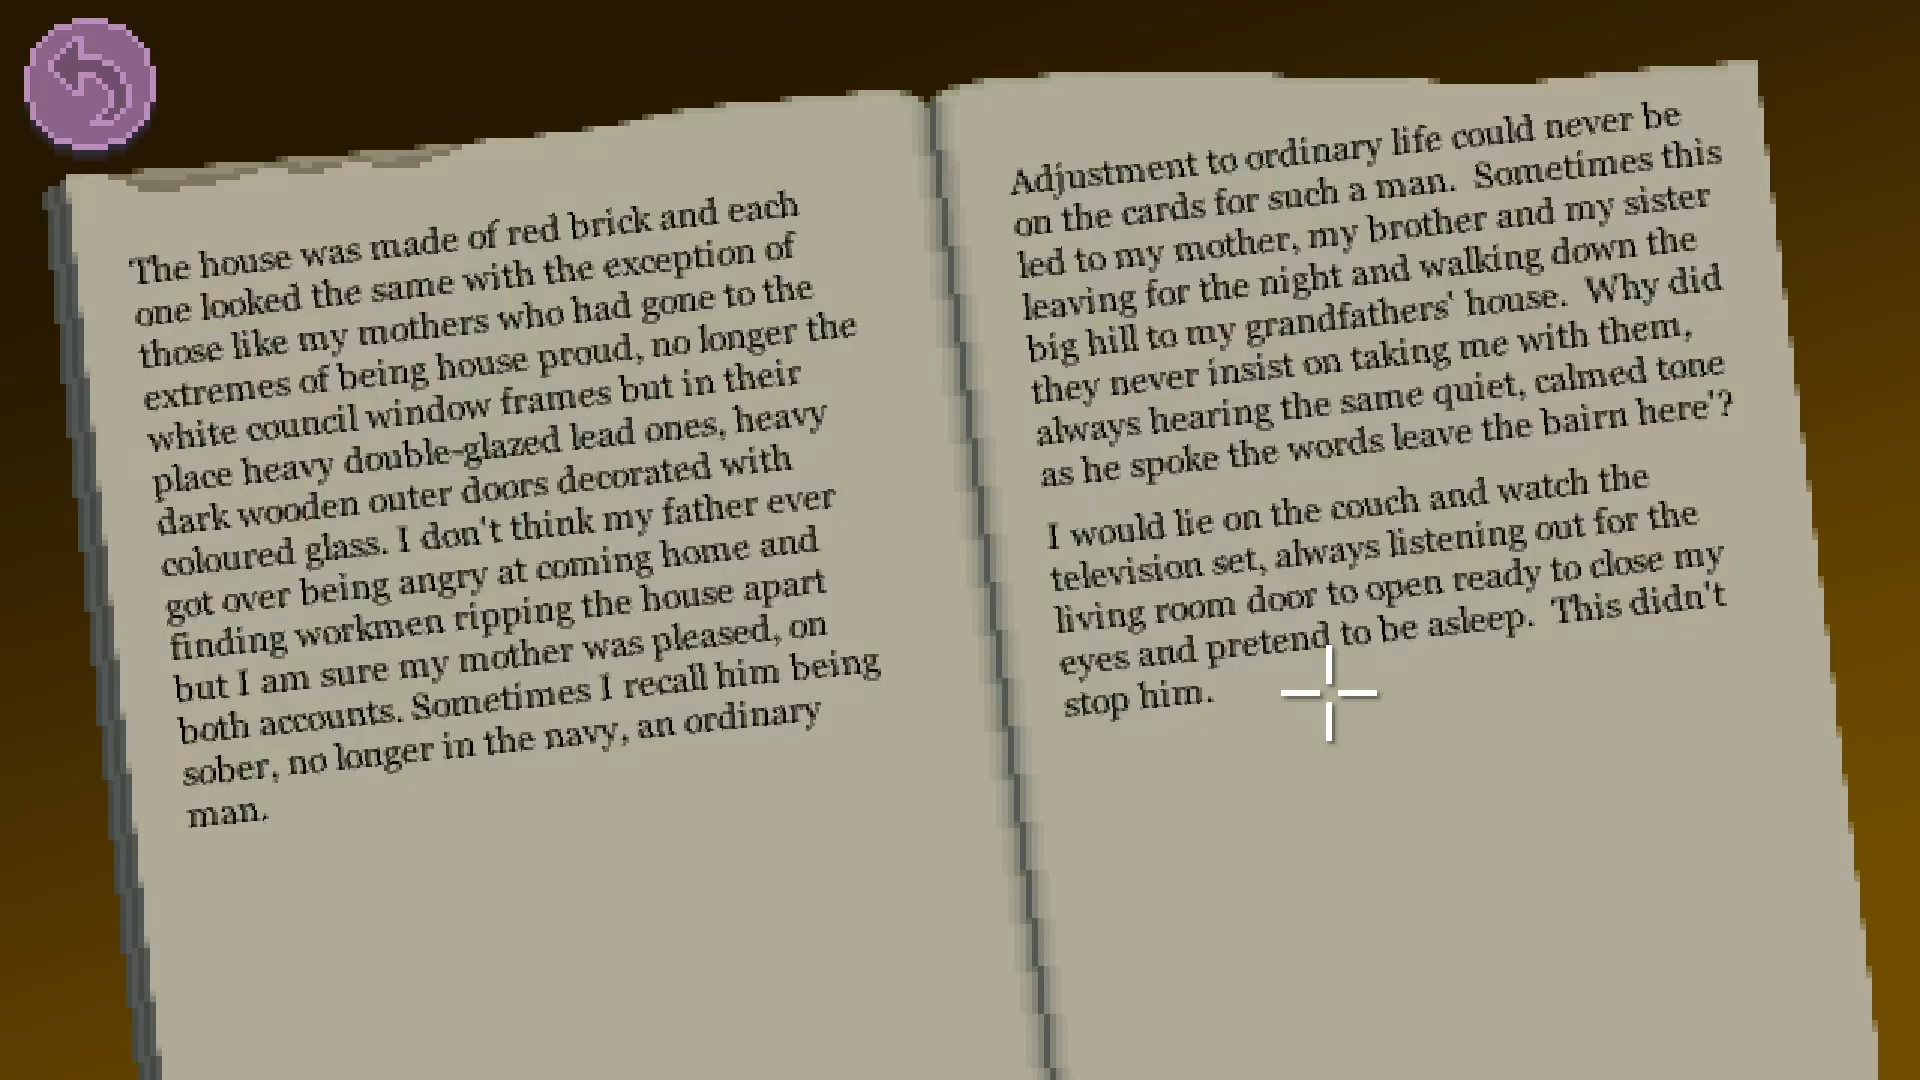 The house was made of red brick and each
one looked the same with the exception of
those like my mothers who had gone to the
extremes of being house proud, no longer the
white council window frames but in their
place heavy double-glazed lead ones, heavy
dark wooden outer doors decorated with
coloured glass. I don't think my father ever
got over being angry at coming home and
finding workmen ripping the house apart
but I am sure my mother was pleased, on
both accounts. Sometimes I recall him being
sober, no longer in the navy, an ordinary
man.
Adjustment to ordinary life could never be
on the cards for such a man.  Sometimes this
led to my mother, my brother and my sister
leaving for the night and walking down the
big hill to my grandfathers' house.  Why did
they never insist on taking me with them,
always hearing the same quiet, calmed tone
as he spoke the words leave the bairn here'?
I would lie on the couch and watch the
television set, always listening out for the
living room door to open ready to close my
eyes and pretend to be asleep.  This didn't
stop him.